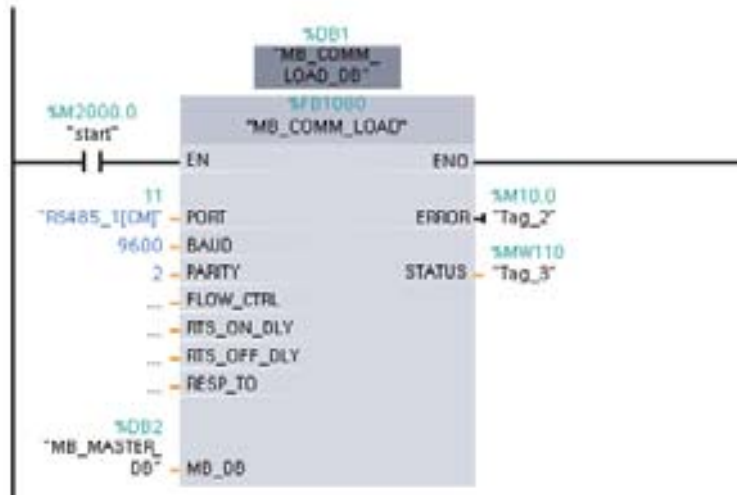 %DB1
"MB_COMM_
LOAD_DB"
%FB1080
"MB_COMM_LOAD"
%M2000.0
"start"
EN ENO
11
"RS485_1[CM]" PORT
%M10.0
ERROR "Tag_2"
9600 BAUD
2 PARITY
%MW110
STATUS "Tag_3"
... FLOW_CTRL
... RTS_ON_DLY
... RTS_OFF_DLY
... RESP_TO
%DB2
"MB_MASTER_
DB" MB_DB